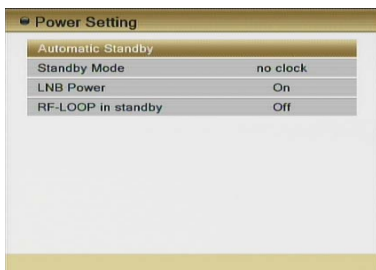 Power Setting
Automatic Standby
Standby Mode no clock
LNB Power On
RF-LOOP in standby Off